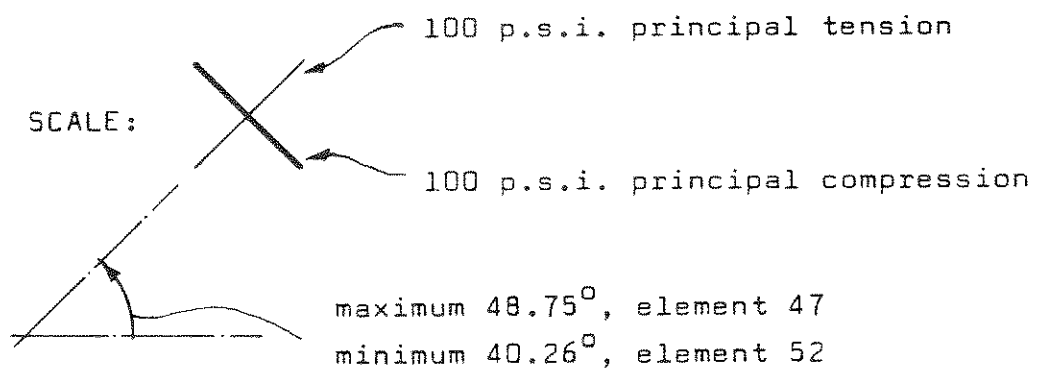 100 p.s.i. principal tension
SCALE:
100 p.s.i. principal compression
maximum 48.75°, element 47
minimum 40.26°, element 52